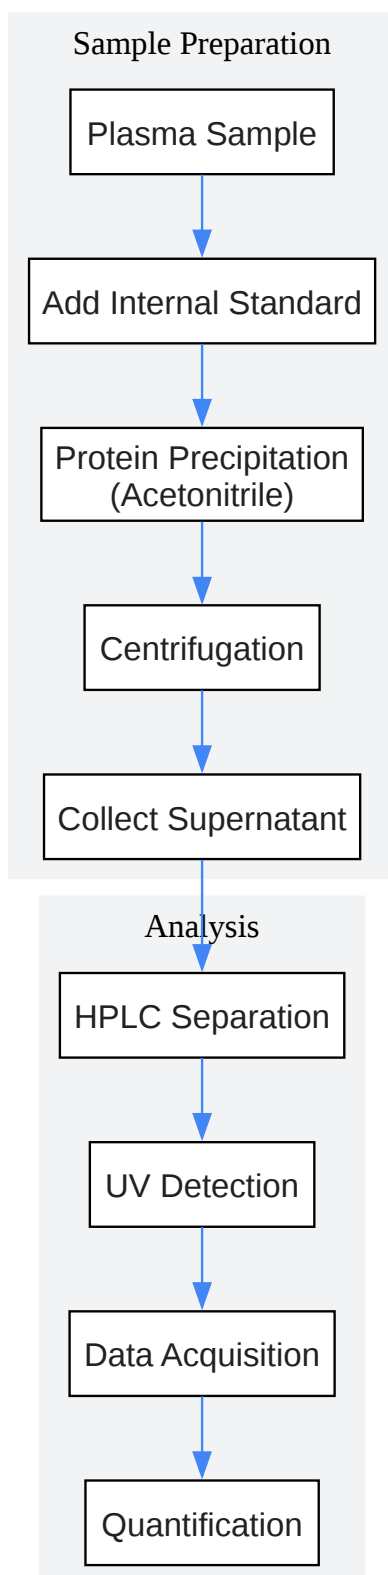 Sample Preparation
Plasma Sample
Add Internal Standard
Protein Precipitation
(Acetonitrile)
Centrifugation
Collect Supernatant
Analysis
HPLC Separation
UV Detection
Data Acquisition
Quantification